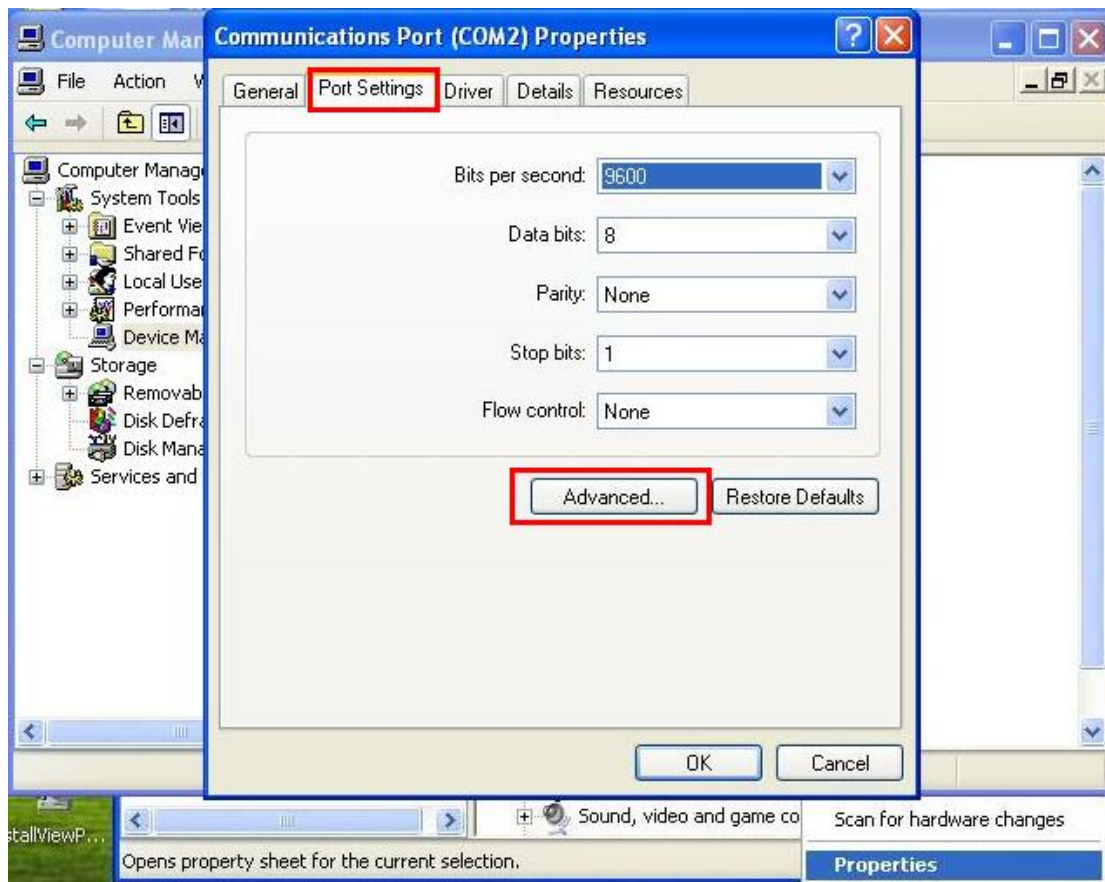 Computer Man
Communications Port (COM2) Properties
File Action V
General Port Settings Driver Details Resources
Computer Manag
System Tools
Event Vie
Shared Fo
Local Use
Performa
Device Ma
Storage
Removab
Disk Defra
Disk Mana
Services and
Bits per second: 9600
Data bits: 8
Parity: None
Stop bits: 1
Flow control: None
Advanced... Restore Defaults
OK Cancel
stallViewP...
Sound, video and game co
Opens property sheet for the current selection.
Scan for hardware changes
Properties